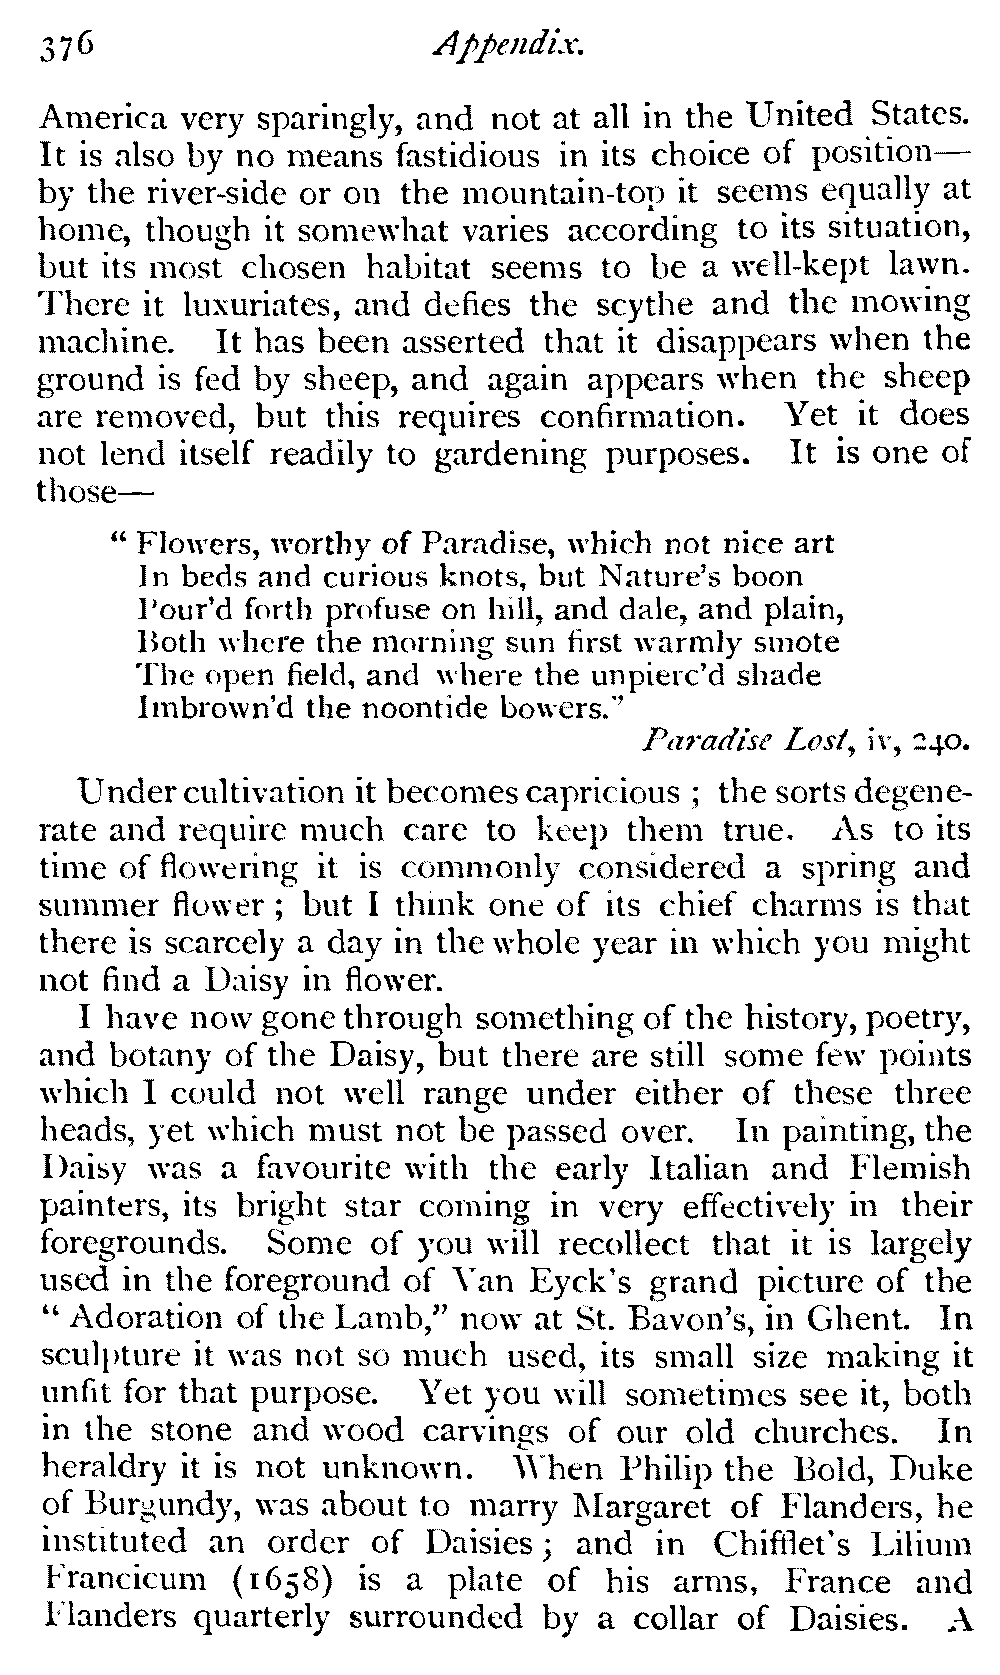 376 Appendix.
America very sparingly, and not at all in the United States.
It is also by no means fastidious in its choice of position—
by the river-side or on the mountain-top it seems equally at
home, though it somewhat varies according to its situation,
but its most chosen habitat seems to be a well-kept lawn.
There it luxuriates, and defies the scythe and the mowing
machine. It has been asserted that it disappears when the
ground is fed by sheep, and again appears when the sheep
are removed, but this requires confirmation. Yet it does
not lend itself readily to gardening purposes. It is one of
those—
“ Flowers, worthy of Paradise, which not nice art
In beds and curious knots, but Nature's boon
Pour'd forth profuse on hill, and dale, and plain,
Both where the morning sun first warmly smote
The open field, and where the unpierc'd shade
Imbrown'd the noontide bowers.”
Paradise Lost, iv, 240.
Under cultivation it becomes capricious ; the sorts degene-
rate and require much care to keep them true. As to its
time of flowering it is commonly considered a spring and
summer flower ; but I think one of its chief charms is that
there is scarcely a day in the whole year in which you might
not find a Daisy in flower.
I have now gone through something of the history, poetry,
and botany of the Daisy, but there are still some few points
which I could not well range under either of these three
heads, yet which must not be passed over. In painting, the
Daisy was a favourite with the early Italian and Flemish
painters, its bright star coming in very effectively in their
foregrounds. Some of you will recollect that it is largely
used in the foreground of Van Eyck's grand picture of the
“ Adoration of the Lamb,” now at St. Bavon's, in Ghent. In
sculpture it was not so much used, its small size making it
unfit for that purpose. Yet you will sometimes see it, both
in the stone and wood carvings of our old churches. In
heraldry it is not unknown. When Philip the Bold, Duke
of Burgundy, was about to marry Margaret of Flanders, he
instituted an order of Daisies ; and in Chifflet's Lilium
Francicum (1658) is a plate of his arms, France and
Flanders quarterly surrounded by a collar of Daisies. A